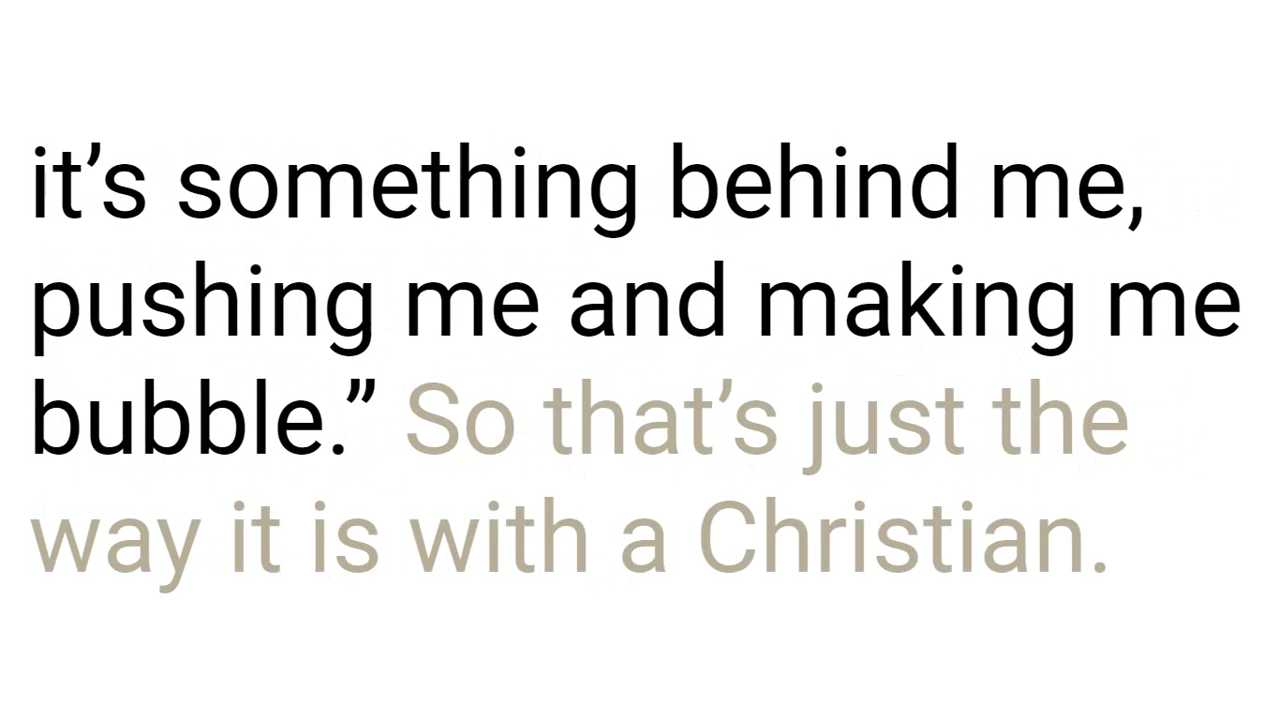 it’s something behind me,
pushing me and making me
bubble.” So that’s just the
way it is with a Christian.